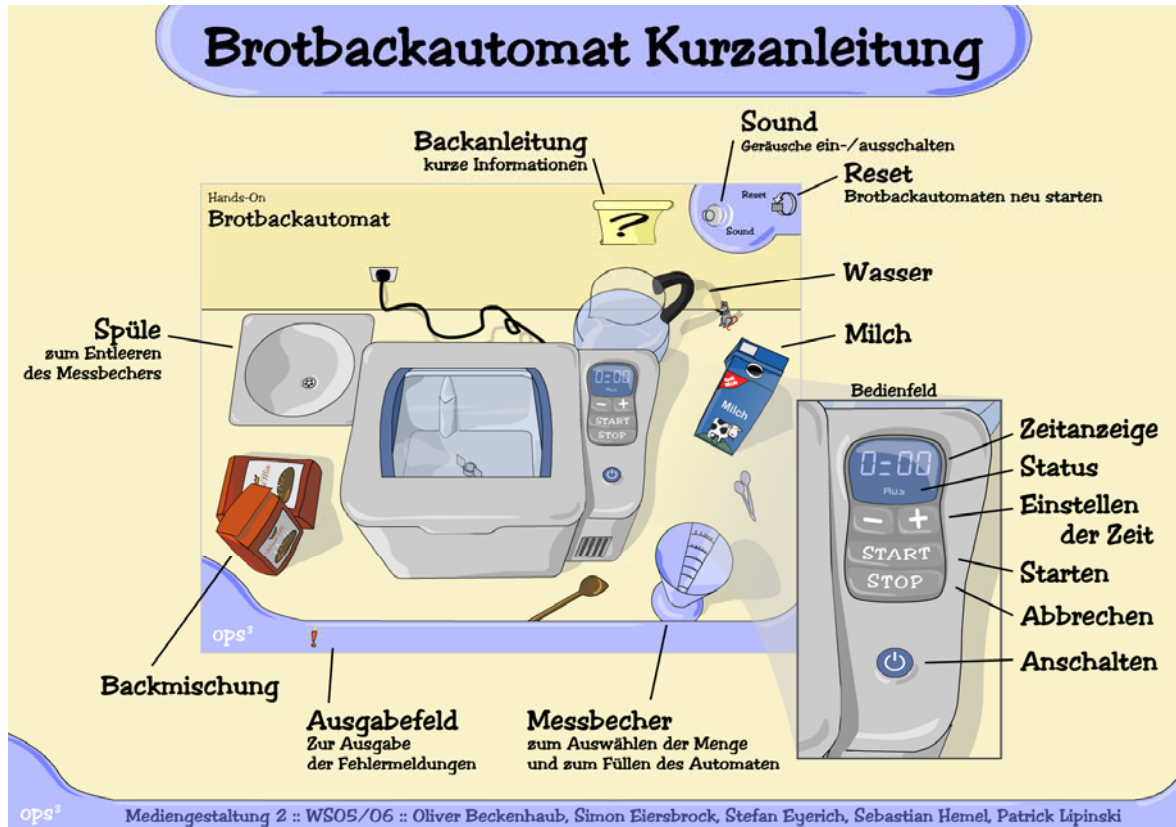 Brotbackautomat Kurzanleitung
Backanleitung
kurze Informationen
Sound
Geräusche ein-/ausschalten
Reset
Brotbackautomaten neu starten
Hands-On
Brotbackautomat
?
Reset
Sound
Wasser
Spüle
zum Entleeren
des Messbechers
Milch
0=00
Aus
- +
START
STOP
Milch
Bedienfeld
0=00
Aus
- +
START
STOP
Zeitanzeige
Status
Einstellen
der Zeit
Starten
Abbrechen
Anschalten
ops³
!
Backmischung
Ausgabefeld
Zur Ausgabe
der Fehlermeldungen
Messbecher
zum Auswählen der Menge
und zum Füllen des Automaten
ops³
Mediengestaltung 2 :: WS05/06 :: Oliver Beckenhaub, Simon Eiersbrock, Stefan Eyerich, Sebastian Hemel, Patrick Lipinski